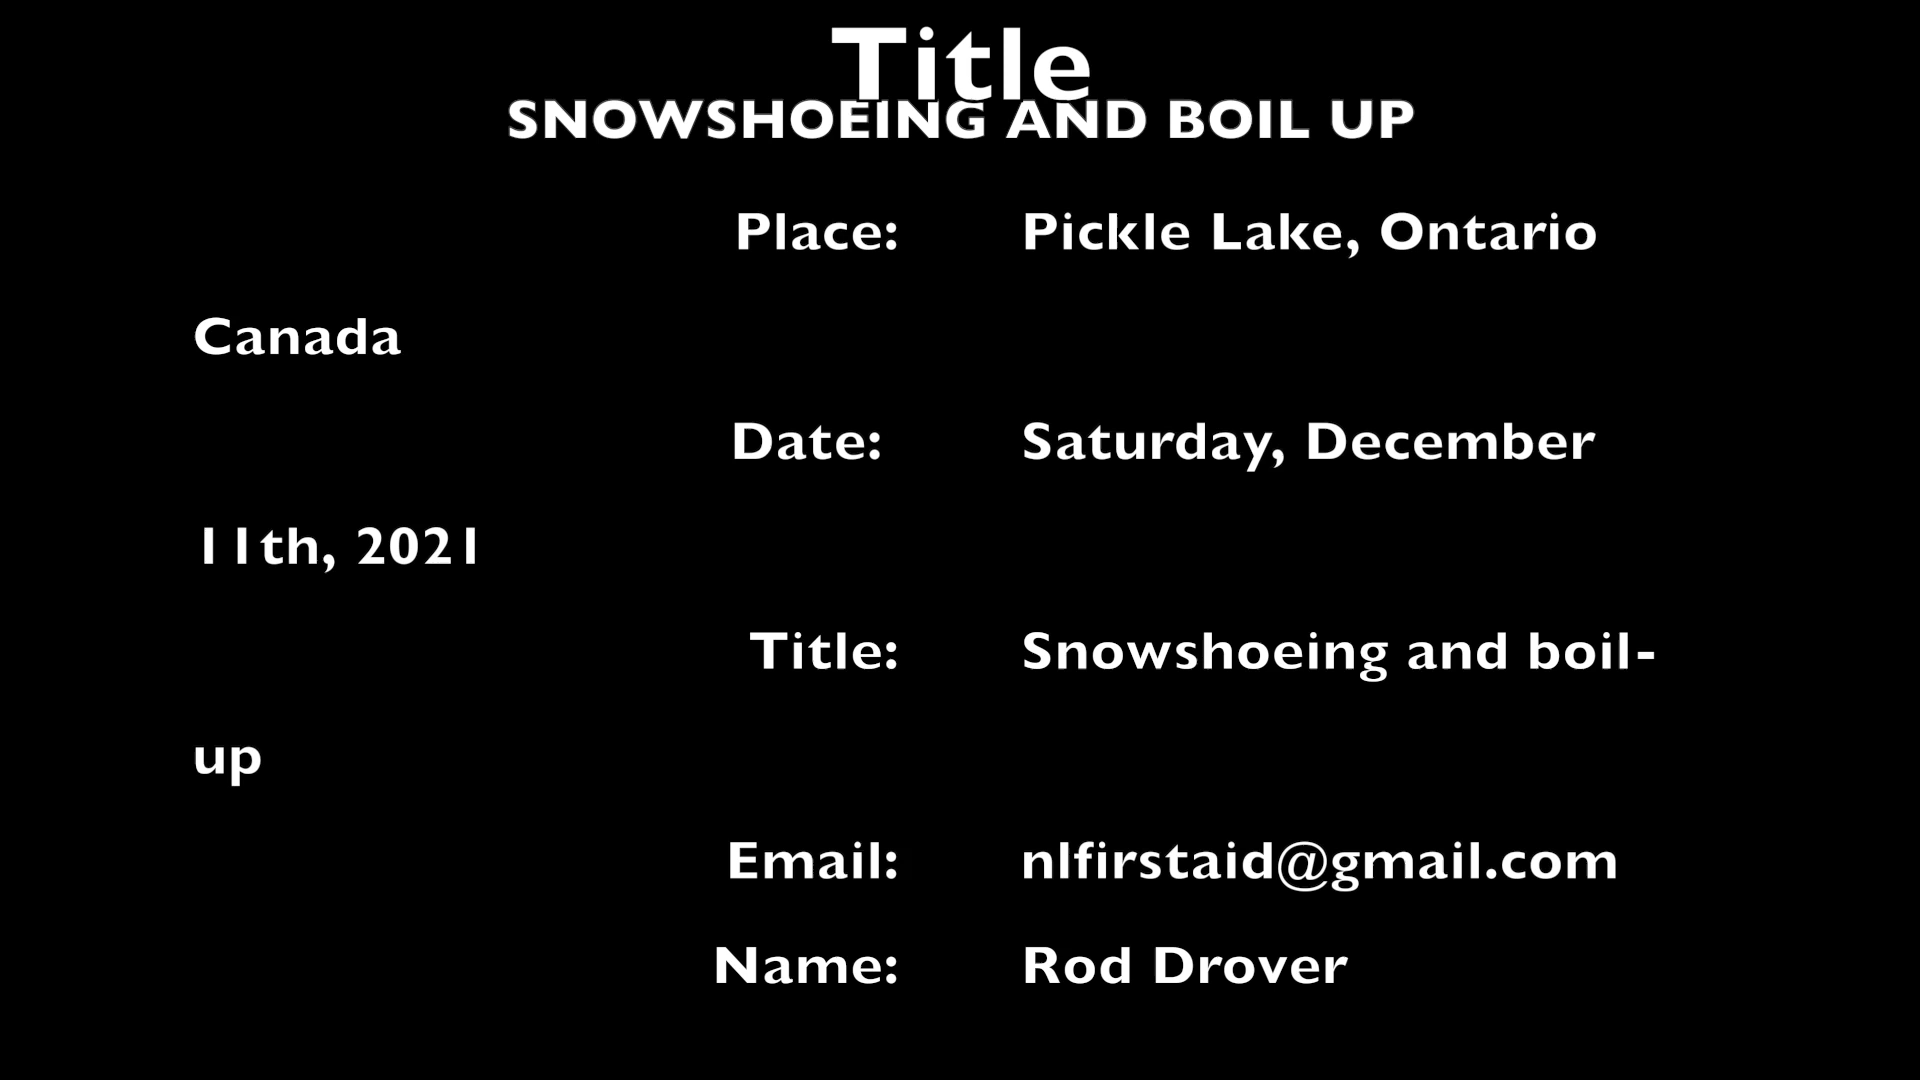 Title
SNOWSHOEING AND BOIL UP
Place: Pickle Lake, Ontario
Canada
Date: Saturday, December
11th, 2021
Title: Snowshoeing and boil-
up
Email: nlfirstaid@gmail.com
Name: Rod Drover